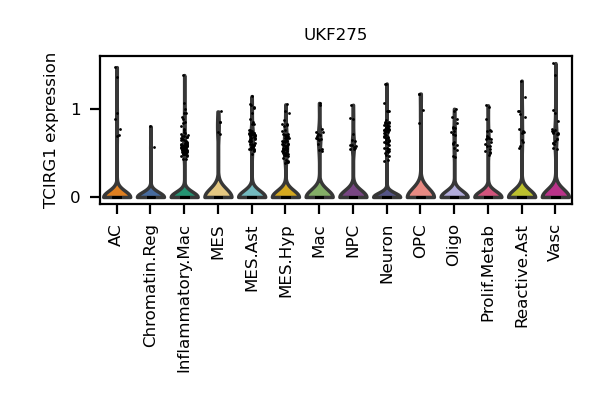 UKF275
TCIRG1 expression
1
0
AC
Chromatin.Reg
Inflammatory.Mac
MES
MES.Ast
MES.Hyp
Mac
NPC
Neuron
OPC
Oligo
Prolif.Metab
Reactive.Ast
Vasc